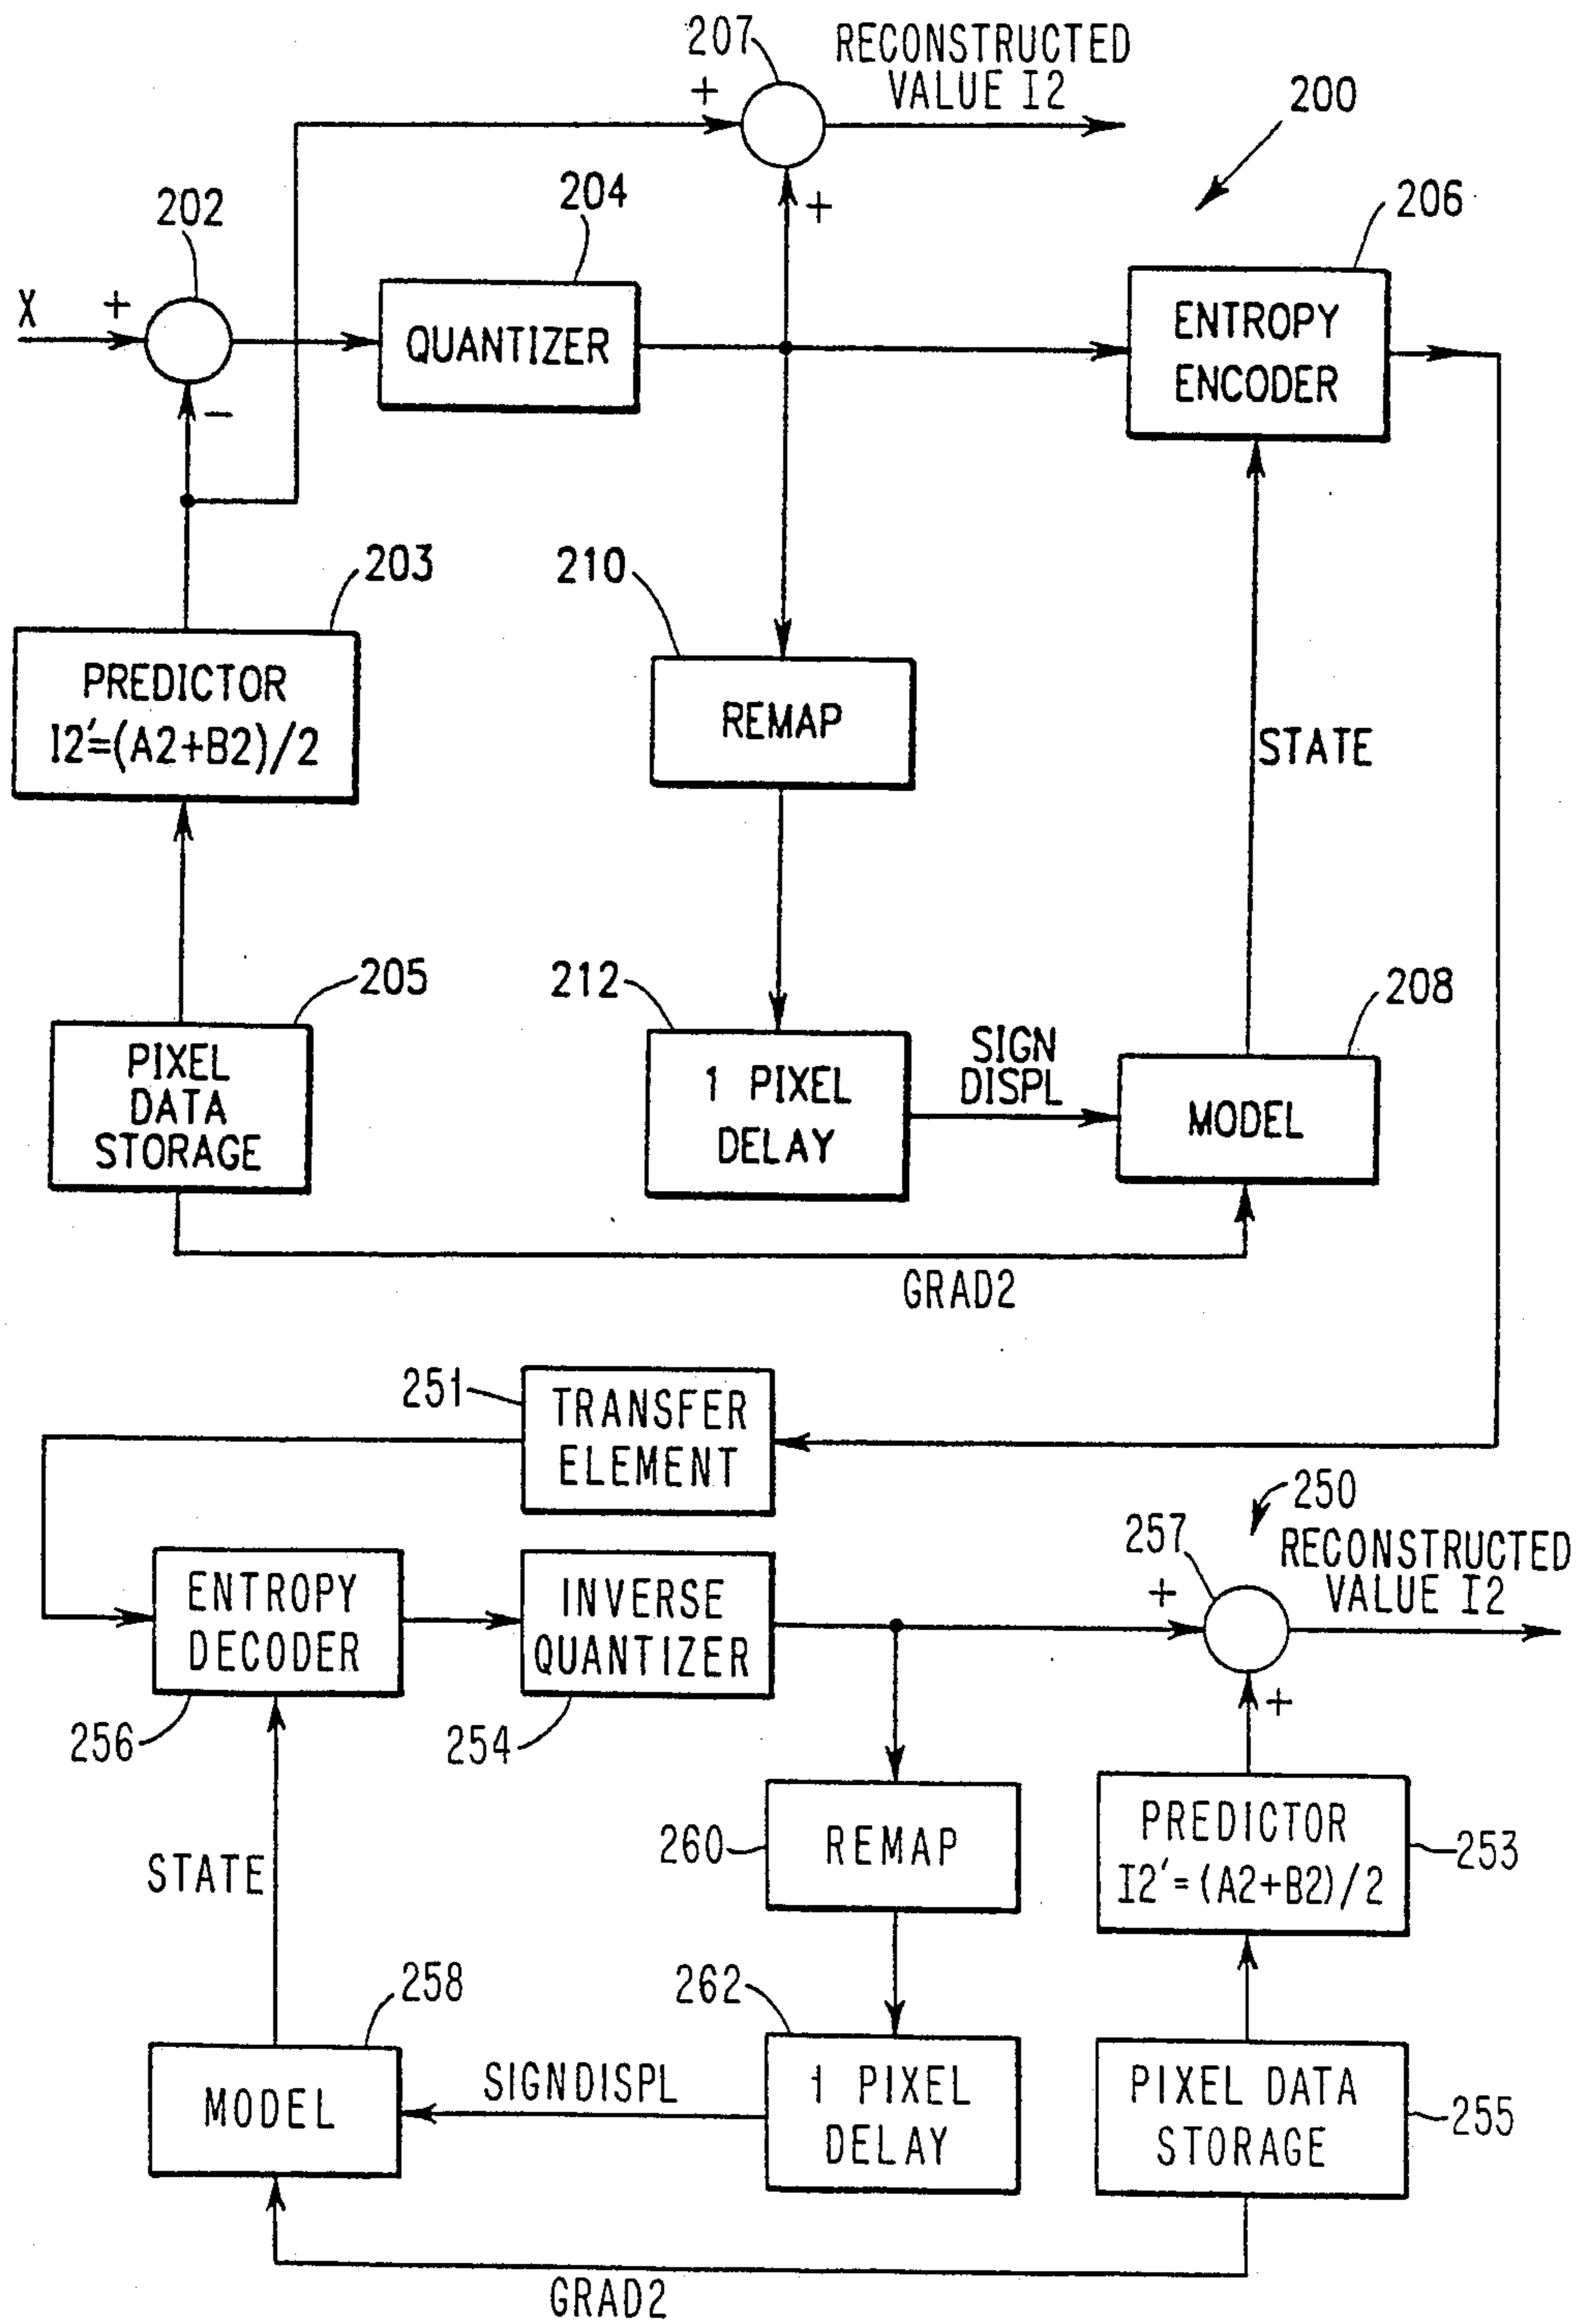 207
RECONSTRUCTED
VALUE I2
200
+
202
204
+
206
X
+
QUANTIZER
ENTROPY
ENCODER
−
203
210
PREDICTOR
I2'=(A2+B2)/2
REMAP
STATE
205
212
208
PIXEL
DATA
STORAGE
1 PIXEL
DELAY
SIGN
DISPL
MODEL
GRAD2
251
TRANSFER
ELEMENT
250
257
RECONSTRUCTED
VALUE I2
+
ENTROPY
DECODER
INVERSE
QUANTIZER
+
256
254
260
REMAP
PREDICTOR
I2'=(A2+B2)/2
253
STATE
258
262
MODEL
SIGNDISPL
1 PIXEL
DELAY
PIXEL DATA
STORAGE
255
GRAD2